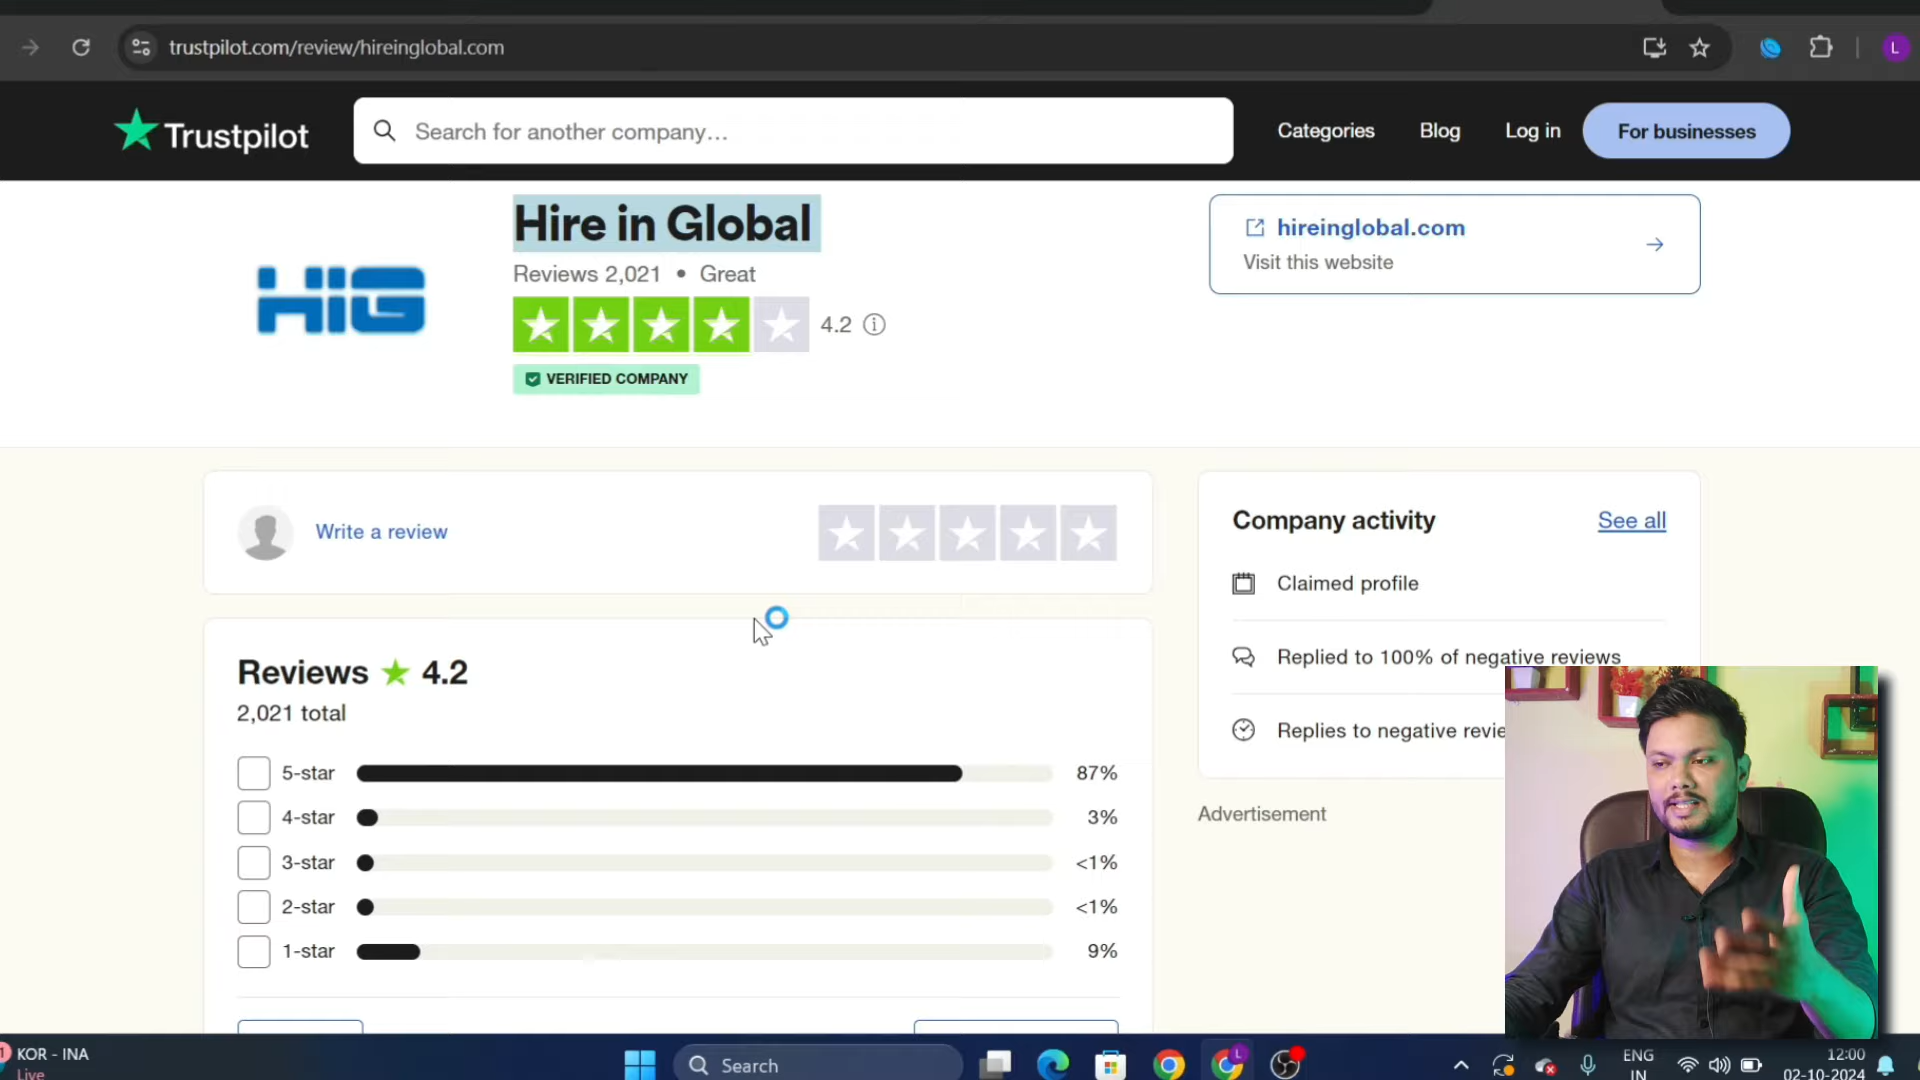 trustpilot.com/review/hireinglobal.com
L
Trustpilot
Search for another company...
Categories
Blog
Log in
For businesses
HIG
Hire in Global
Reviews 2,021 • Great
4.2
VERIFIED COMPANY
hireinglobal.com
Visit this website
Write a review
Company activity
See all
Claimed profile
Replied to 100% of negative reviews
Replies to negative revie
Advertisement
Reviews ★ 4.2
2,021 total
5-star 87%
4-star 3%
3-star <1%
2-star <1%
1-star 9%
1
KOR - INA
Live
Search
L
ENG
IN
12:00
02-10-2024